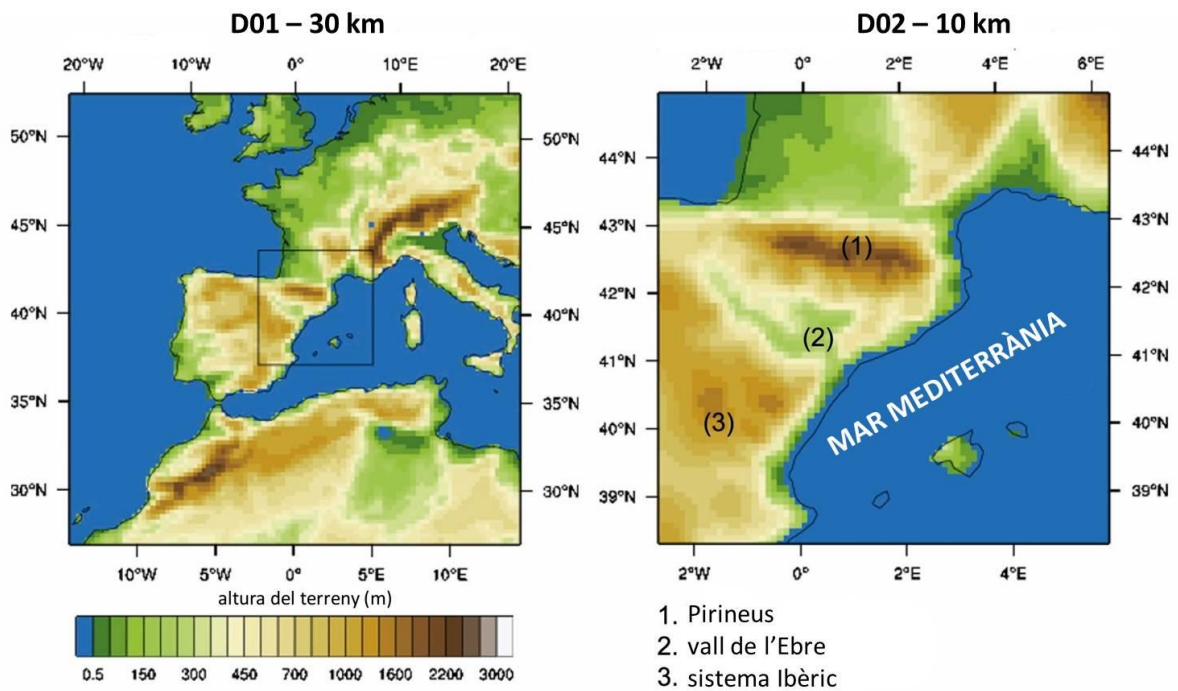 D01 – 30 km
20°W 10°W 0° 10°E 20°E
50°N
45°N
40°N
35°N
30°N
50°N
45°N
40°N
35°N
30°N
10°W 5°W 0° 5°E 10°E
altura del terreny (m)
0.5 150 300 450 700 1000 1600 2200 3000
D02 – 10 km
2°W 0° 2°E 4°E 6°E
44°N
43°N
42°N
41°N
40°N
39°N
(1)
(2)
(3)
MAR MEDITERRÀNIA
44°N
43°N
42°N
41°N
40°N
39°N
2°W 0° 2°E 4°E
1. Pirineus
2. vall de l’Ebre
3. sistema Ibèric